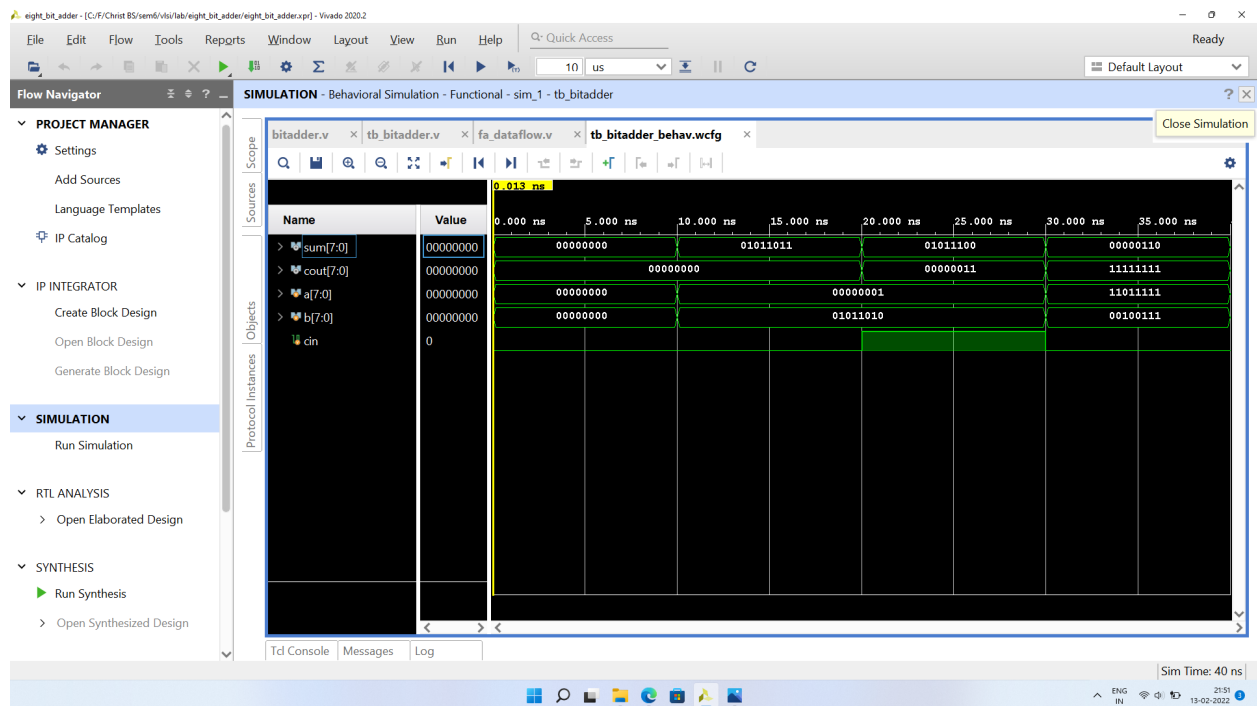 eight_bit_adder - [C:/F/Christ BS/sem6/vlsi/lab/eight_bit_adder/eight_bit_adder.xpr] - Vivado 2020.2
File Edit Flow Tools Reports Window Layout View Run Help Quick Access Ready
10 us Default Layout
Flow Navigator SIMULATION - Behavioral Simulation - Functional - sim_1 - tb_bitadder
Close Simulation
PROJECT MANAGER
Settings
Add Sources
Language Templates
IP Catalog
IP INTEGRATOR
Create Block Design
Open Block Design
Generate Block Design
SIMULATION
Run Simulation
RTL ANALYSIS
Open Elaborated Design
SYNTHESIS
Run Synthesis
Open Synthesized Design
Scope
Sources
Objects
Protocol Instances
bitadder.v tb_bitadder.v fa_dataflow.v tb_bitadder_behav.wcfg
0.013 ns
Name Value 0.000 ns 5.000 ns 10.000 ns 15.000 ns 20.000 ns 25.000 ns 30.000 ns 35.000 ns
sum[7:0] 00000000 00000000 01011011 01011100 00000110
cout[7:0] 00000000 00000000 00000011 11111111
a[7:0] 00000000 00000000 00000001 11011111
b[7:0] 00000000 00000000 01011010 00100111
cin 0
Tcl Console Messages Log
Sim Time: 40 ns
ENG 21:51
IN 13-02-2022 3